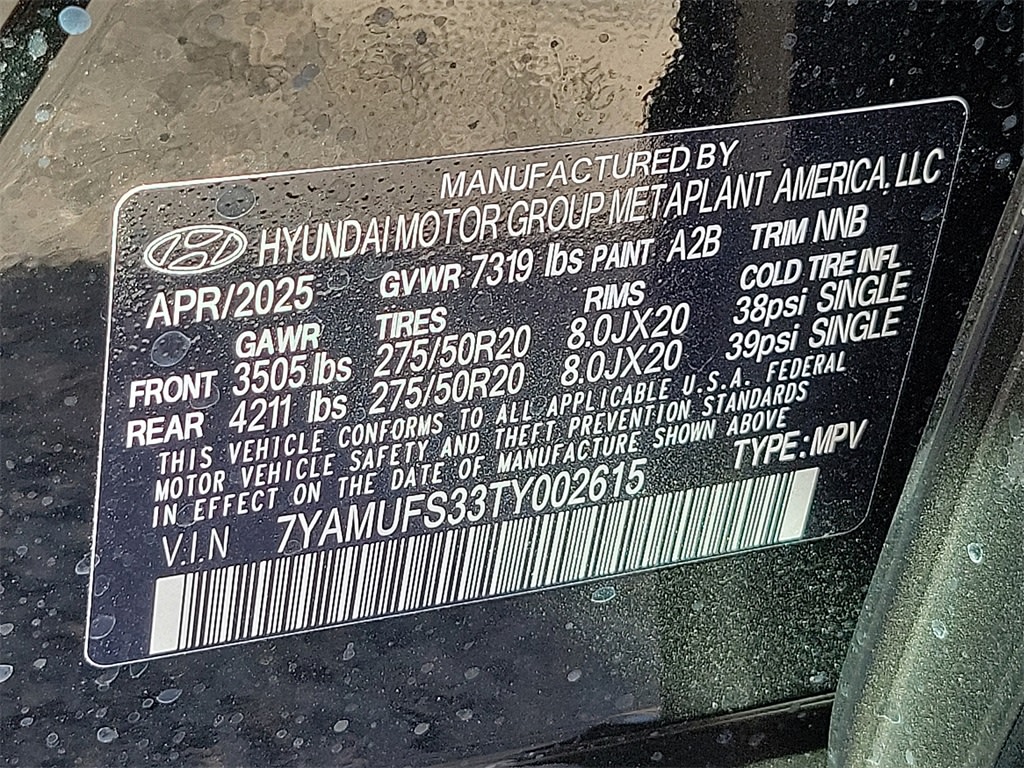 MANUFACTURED BY
HYUNDAI MOTOR GROUP METAPLANT AMERICA, LLC
APR/2025 GVWR 7319 lbs PAINT A2B TRIM NNB
GAWR TIRES RIMS COLD TIRE INFL
FRONT 3505 lbs 275/50R20 8.0JX20 38psi SINGLE
REAR 4211 lbs 275/50R20 8.0JX20 39psi SINGLE
THIS VEHICLE CONFORMS TO ALL APPLICABLE U.S.A. FEDERAL
MOTOR VEHICLE SAFETY AND THEFT PREVENTION STANDARDS
IN EFFECT ON THE DATE OF MANUFACTURE SHOWN ABOVE
V.I.N 7YAMUFS33TY002615 TYPE:MPV